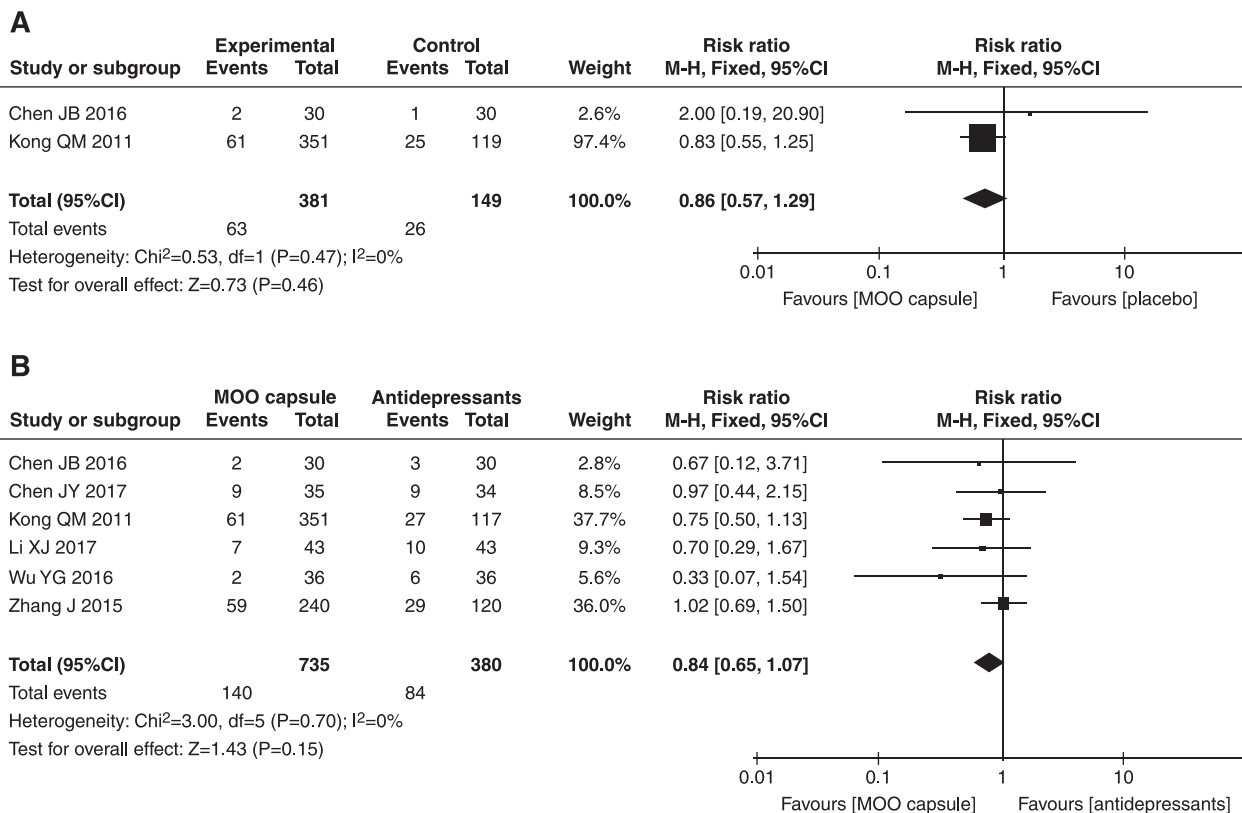 A
Experimental Control Risk ratio Risk ratio
Study or subgroup Events Total Events Total Weight M-H, Fixed, 95%CI M-H, Fixed, 95%CI
Chen JB 2016 2 30 1 30 2.6% 2.00 [0.19, 20.90]
Kong QM 2011 61 351 25 119 97.4% 0.83 [0.55, 1.25]
Total (95%CI) 381 149 100.0% 0.86 [0.57, 1.29]
Total events 63 26
Heterogeneity: Chi²=0.53, df=1 (P=0.47); I²=0%
Test for overall effect: Z=0.73 (P=0.46)
0.01 0.1 1 10
Favours [MOO capsule] Favours [placebo]
B
MOO capsule Antidepressants Risk ratio Risk ratio
Study or subgroup Events Total Events Total Weight M-H, Fixed, 95%CI M-H, Fixed, 95%CI
Chen JB 2016 2 30 3 30 2.8% 0.67 [0.12, 3.71]
Chen JY 2017 9 35 9 34 8.5% 0.97 [0.44, 2.15]
Kong QM 2011 61 351 27 117 37.7% 0.75 [0.50, 1.13]
Li XJ 2017 7 43 10 43 9.3% 0.70 [0.29, 1.67]
Wu YG 2016 2 36 6 36 5.6% 0.33 [0.07, 1.54]
Zhang J 2015 59 240 29 120 36.0% 1.02 [0.69, 1.50]
Total (95%CI) 735 380 100.0% 0.84 [0.65, 1.07]
Total events 140 84
Heterogeneity: Chi²=3.00, df=5 (P=0.70); I²=0%
Test for overall effect: Z=1.43 (P=0.15)
0.01 0.1 1 10
Favours [MOO capsule] Favours [antidepressants]